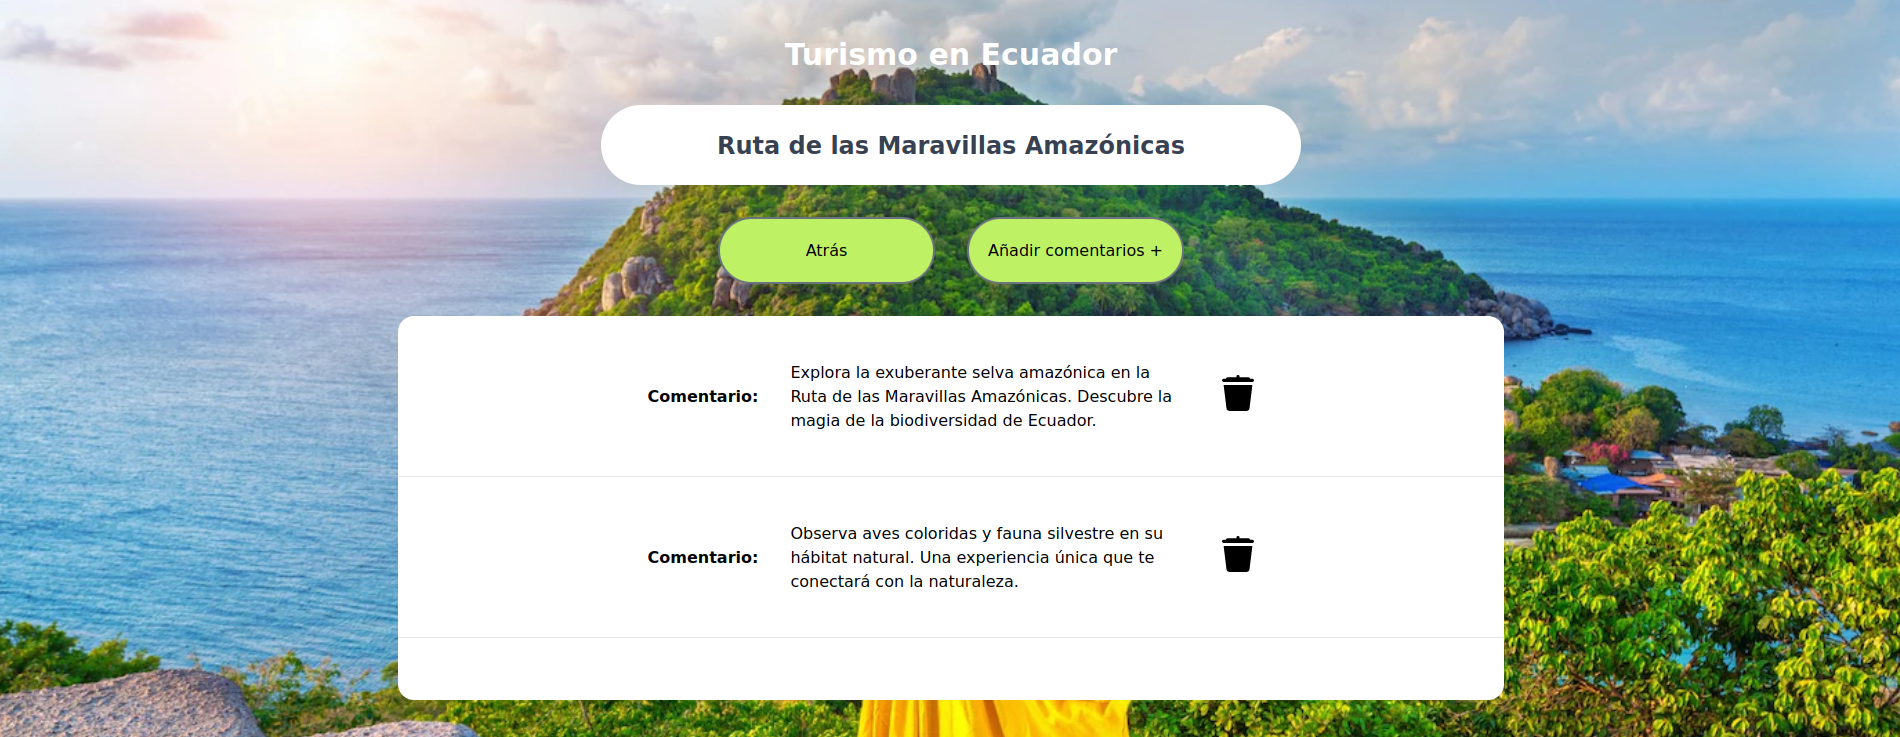 Turismo en Ecuador
Ruta de las Maravillas Amazónicas
Atrás
Añadir comentarios +
Comentario:
Explora la exuberante selva amazónica en la
Ruta de las Maravillas Amazónicas. Descubre la
magia de la biodiversidad de Ecuador.
Comentario:
Observa aves coloridas y fauna silvestre en su
hábitat natural. Una experiencia única que te
conectará con la naturaleza.